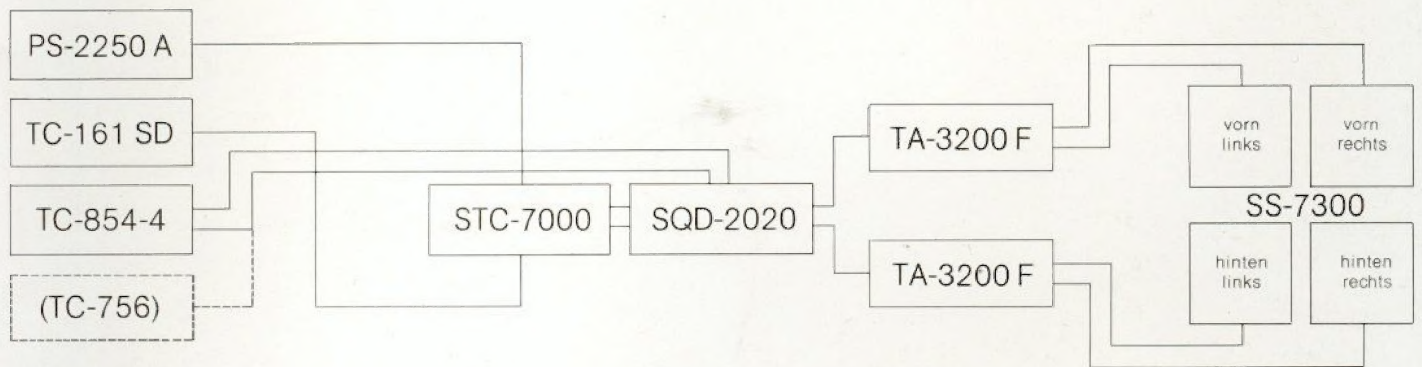 PS-2250 A
TC-161 SD
TC-854-4
(TC-756)
STC-7000
SQD-2020
TA-3200 F
TA-3200 F
vorn
links
vorn
rechts
SS-7300
hinten
links
hinten
rechts